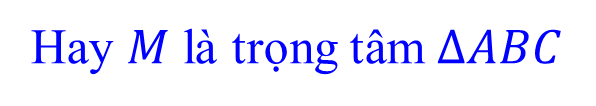 Hay 𝑀 là trọng tâm Δ𝐴𝐵𝐶